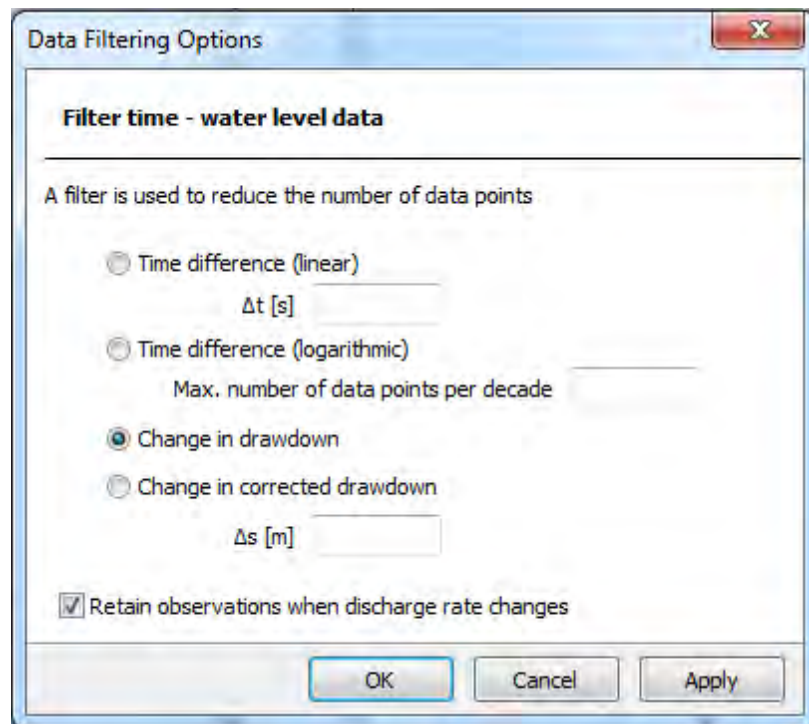 Data Filtering Options
Filter time - water level data
A filter is used to reduce the number of data points
Time difference (linear)
Δt [s]
Time difference (logarithmic)
Max. number of data points per decade
Change in drawdown
Change in corrected drawdown
Δs [m]
Retain observations when discharge rate changes
OK Cancel Apply